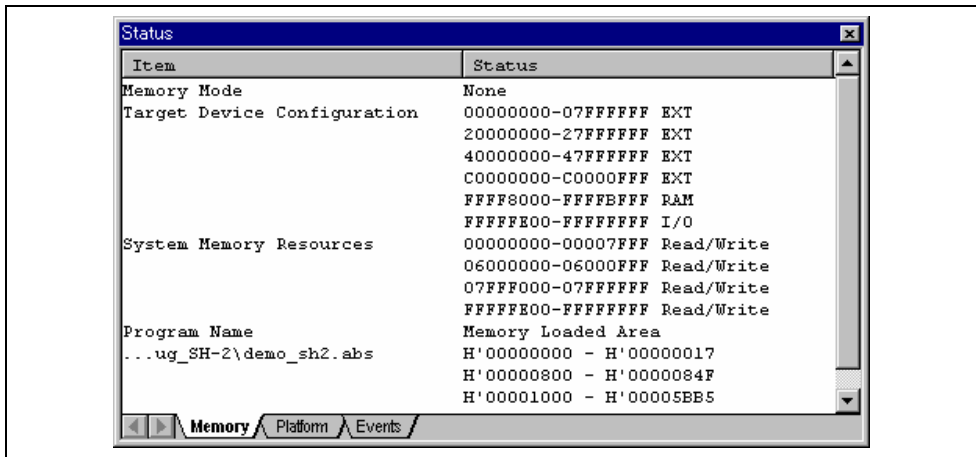 Status
Item Status
Memory Mode None
Target Device Configuration 00000000-07FFFFFF EXT
20000000-27FFFFFF EXT
40000000-47FFFFFF EXT
C0000000-C0000FFF EXT
FFFF8000-FFFFBFFF RAM
FFFFFE00-FFFFFFFF I/O
System Memory Resources 00000000-00007FFF Read/Write
06000000-06000FFF Read/Write
07FFF000-07FFFFFF Read/Write
FFFFFE00-FFFFFFFF Read/Write
Program Name Memory Loaded Area
...ug_SH-2\demo_sh2.abs H'00000000 - H'00000017
H'00000800 - H'0000084F
H'00001000 - H'00005BB5
Memory Platform Events